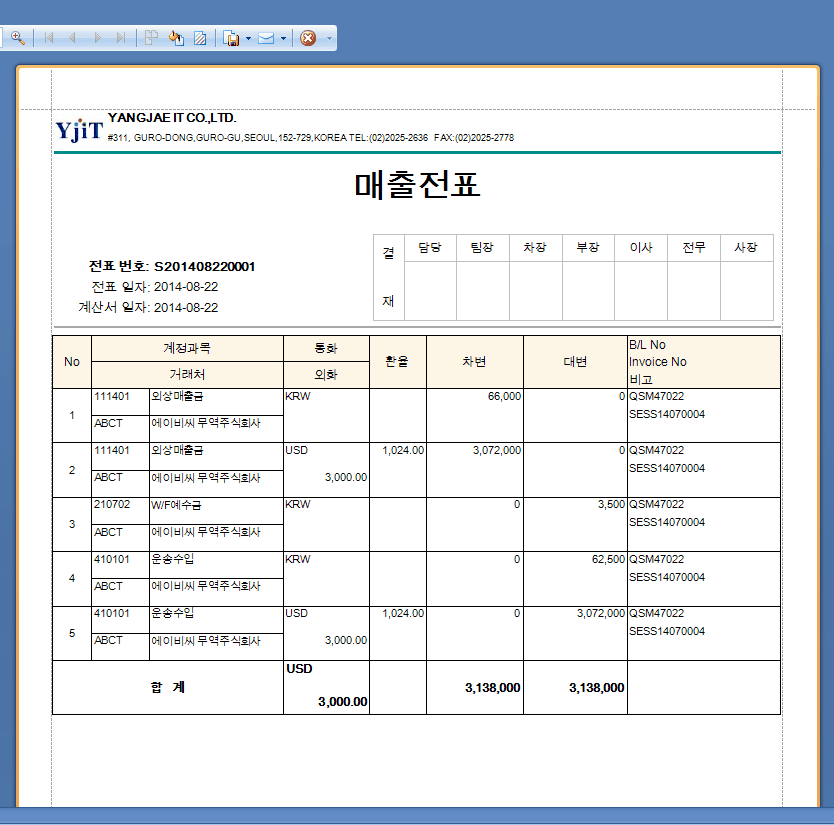 YjiT
YANGJAE IT CO.,LTD.
#311, GURO-DONG,GURO-GU,SEOUL,152-729,KOREA TEL:(02)2025-2636 FAX:(02)2025-2778
매출전표
결 재
담당 팀장 차장 부장 이사 전무 사장
전표 번호: S201408220001
전표 일자: 2014-08-22
계산서 일자: 2014-08-22
No 계정과목 통화 환율 차변 대변 B/L No
Invoice No
거래처 외화 비고
1 111401 외상매출금 KRW 66,000 0 QSM47022
SESS14070004
ABCT 에이비씨무역주식회사
2 111401 외상매출금 USD 1,024.00 3,072,000 0 QSM47022
SESS14070004
ABCT 에이비씨무역주식회사 3,000.00
3 210702 W/F예수금 KRW 0 3,500 QSM47022
SESS14070004
ABCT 에이비씨무역주식회사
4 410101 운송수입 KRW 0 62,500 QSM47022
SESS14070004
ABCT 에이비씨무역주식회사
5 410101 운송수입 USD 1,024.00 0 3,072,000 QSM47022
SESS14070004
ABCT 에이비씨무역주식회사 3,000.00
합 계 USD 3,138,000 3,138,000
3,000.00